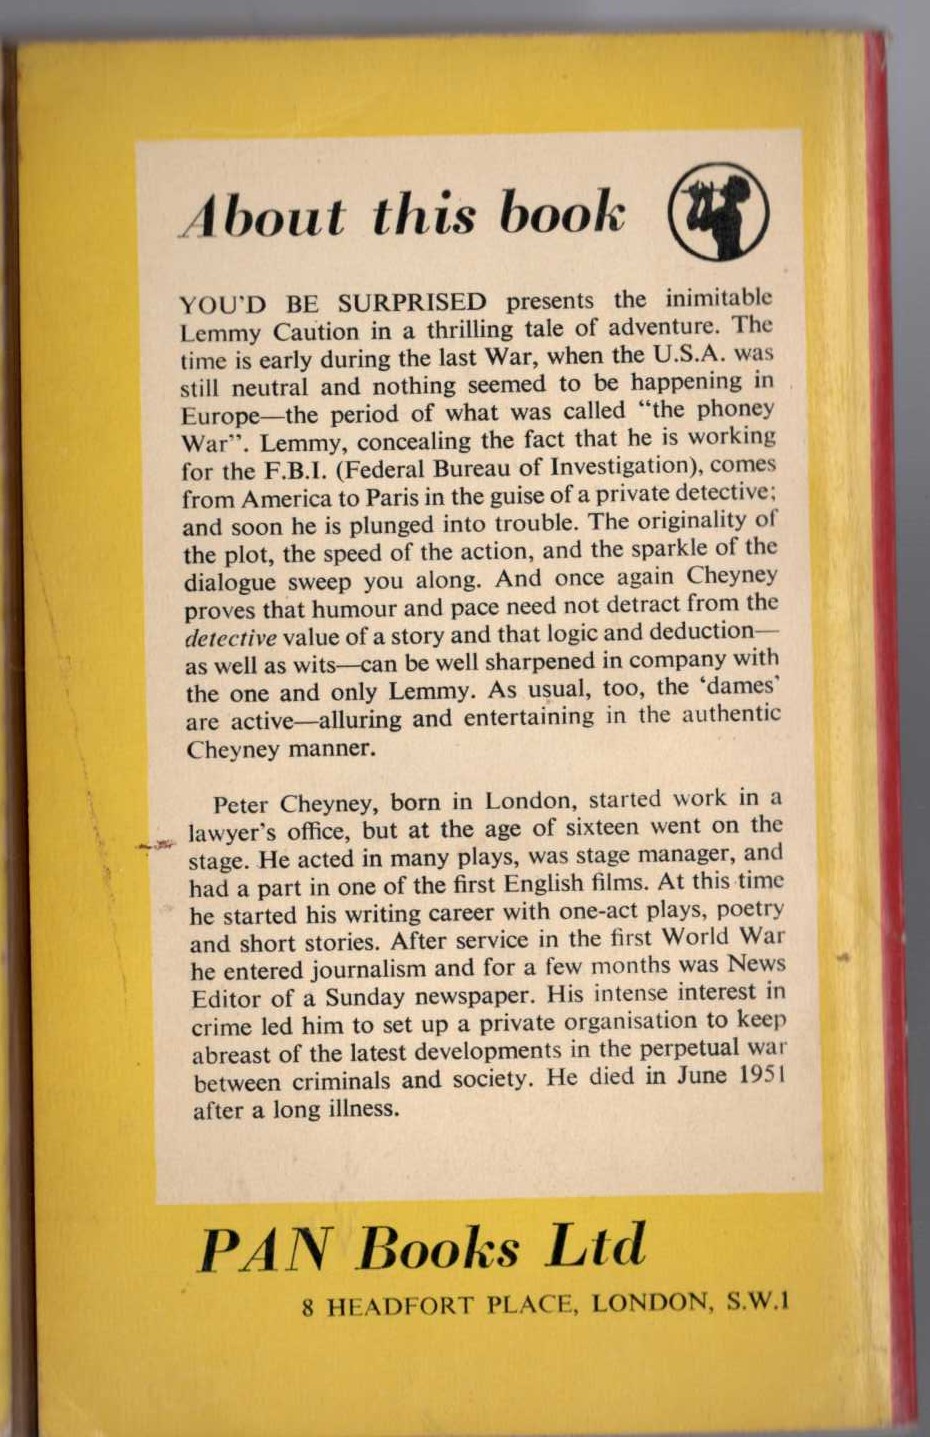 About this book
YOU'D BE SURPRISED presents the inimitable
Lemmy Caution in a thrilling tale of adventure. The
time is early during the last War, when the U.S.A. was
still neutral and nothing seemed to be happening in
Europe—the period of what was called “the phoney
War”. Lemmy, concealing the fact that he is working
for the F.B.I. (Federal Bureau of Investigation), comes
from America to Paris in the guise of a private detective;
and soon he is plunged into trouble. The originality of
the plot, the speed of the action, and the sparkle of the
dialogue sweep you along. And once again Cheyney
proves that humour and pace need not detract from the
detective value of a story and that logic and deduction—
as well as wits—can be well sharpened in company with
the one and only Lemmy. As usual, too, the ‘dames’
are active—alluring and entertaining in the authentic
Cheyney manner.
Peter Cheyney, born in London, started work in a
lawyer's office, but at the age of sixteen went on the
stage. He acted in many plays, was stage manager, and
had a part in one of the first English films. At this time
he started his writing career with one-act plays, poetry
and short stories. After service in the first World War
he entered journalism and for a few months was News
Editor of a Sunday newspaper. His intense interest in
crime led him to set up a private organisation to keep
abreast of the latest developments in the perpetual war
between criminals and society. He died in June 1951
after a long illness.
PAN Books Ltd
8 HEADFORT PLACE, LONDON, S.W.1